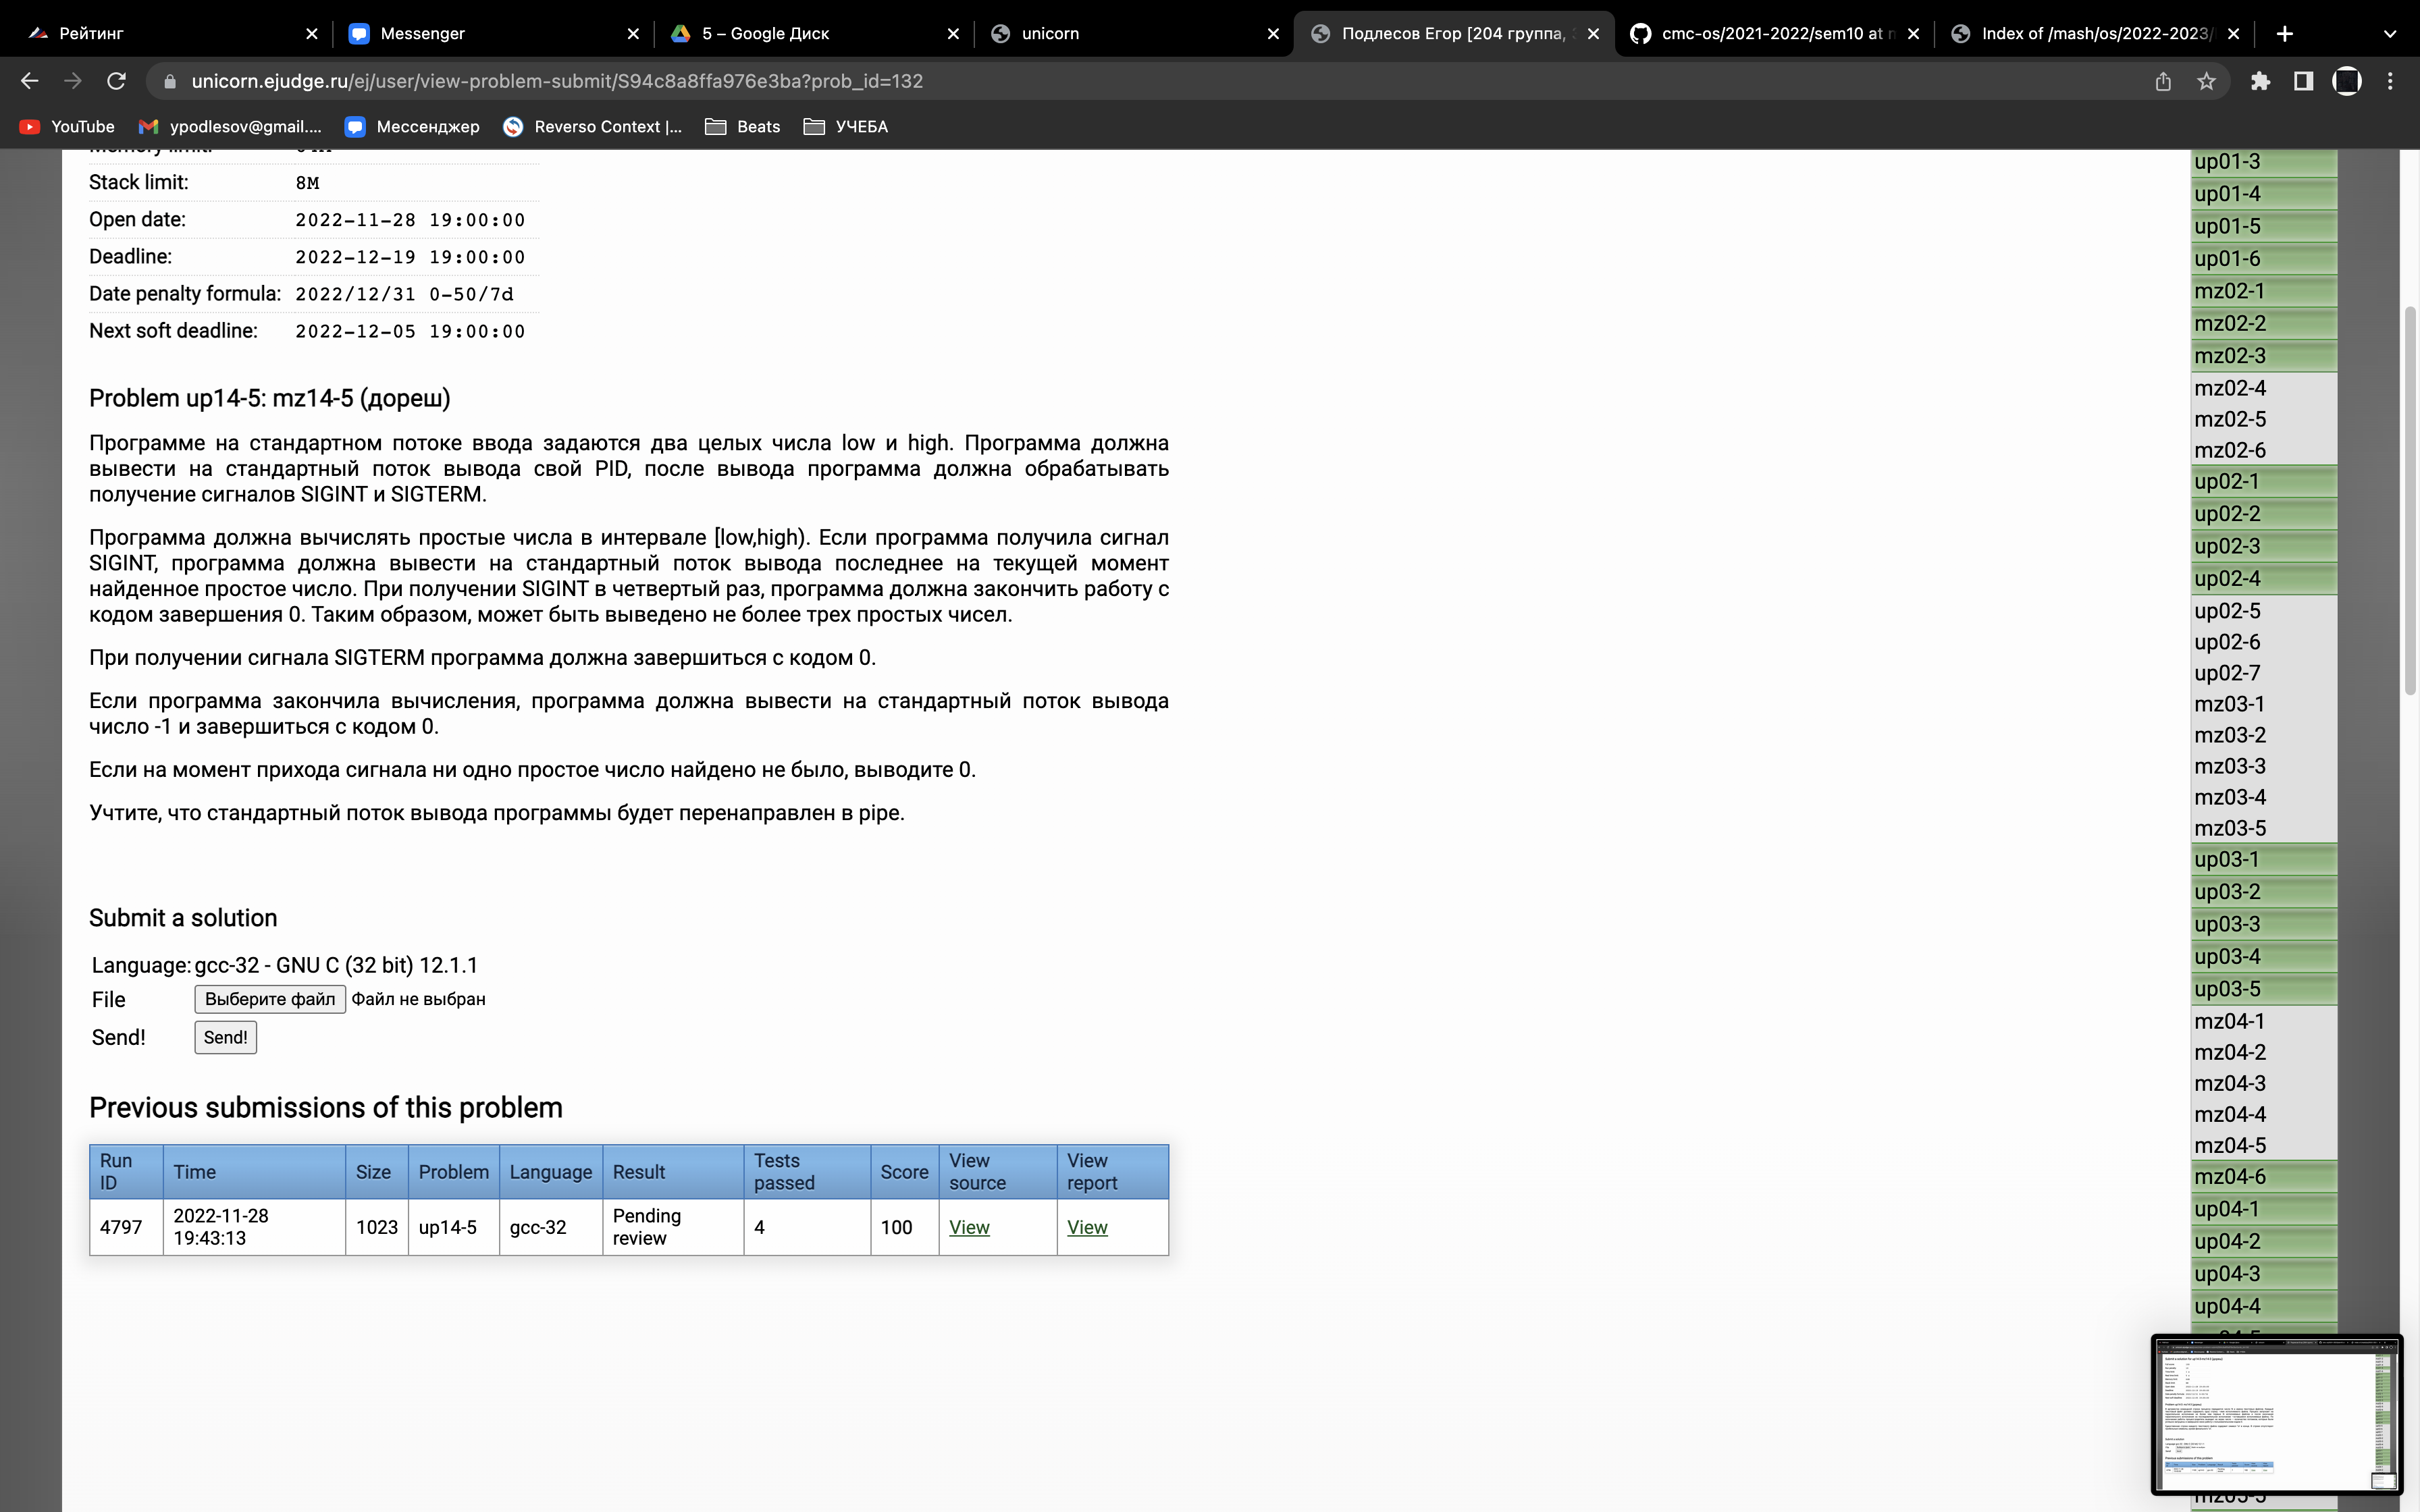 Рейтинг
Messenger
5 – Google Диск
unicorn
Подлесов Егор [204 группа,
cmc-os/2021-2022/sem10 at
Index of /mash/os/2022-2023/
unicorn.ejudge.ru/ej/user/view-problem-submit/S94c8a8ffa976e3ba?prob_id=132
YouTube
ypodlesov@gmail....
Мессенджер
Reverso Context |...
Beats
УЧЕБА
Stack limit: 8M
Open date: 2022-11-28 19:00:00
Deadline: 2022-12-19 19:00:00
Date penalty formula: 2022/12/31 0-50/7d
Next soft deadline: 2022-12-05 19:00:00
Problem up14-5: mz14-5 (дореш)
Программе на стандартном потоке ввода задаются два целых числа low и high. Программа должна
вывести на стандартный поток вывода свой PID, после вывода программа должна обрабатывать
получение сигналов SIGINT и SIGTERM.
Программа должна вычислять простые числа в интервале [low,high). Если программа получила сигнал
SIGINT, программа должна вывести на стандартный поток вывода последнее на текущей момент
найденное простое число. При получении SIGINT в четвертый раз, программа должна закончить работу с
кодом завершения 0. Таким образом, может быть выведено не более трех простых чисел.
При получении сигнала SIGTERM программа должна завершиться с кодом 0.
Если программа закончила вычисления, программа должна вывести на стандартный поток вывода
число -1 и завершиться с кодом 0.
Если на момент прихода сигнала ни одно простое число найдено не было, выводите 0.
Учтите, что стандартный поток вывода программы будет перенаправлен в pipe.
Submit a solution
Language: gcc-32 - GNU C (32 bit) 12.1.1
File Выберите файл Файл не выбран
Send! Send!
Previous submissions of this problem
Run ID Time Size Problem Language Result Tests passed Score View source View report
4797 2022-11-28 19:43:13 1023 up14-5 gcc-32 Pending review 4 100 View View
up01-3
up01-4
up01-5
up01-6
mz02-1
mz02-2
mz02-3
mz02-4
mz02-5
mz02-6
up02-1
up02-2
up02-3
up02-4
up02-5
up02-6
up02-7
mz03-1
mz03-2
mz03-3
mz03-4
mz03-5
up03-1
up03-2
up03-3
up03-4
up03-5
mz04-1
mz04-2
mz04-3
mz04-4
mz04-5
mz04-6
up04-1
up04-2
up04-3
up04-4